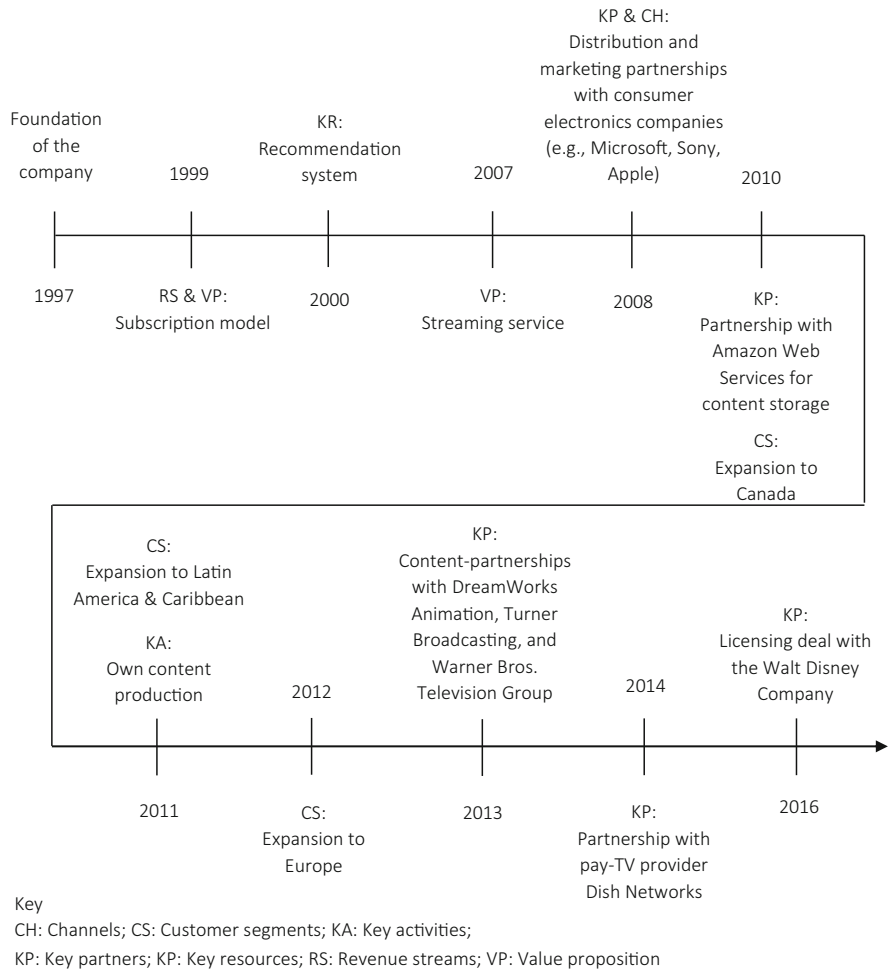 Foundation
of the
company
1997
1999
RS & VP:
Subscription model
KR:
Recommendation
system
2000
2007
VP:
Streaming service
KP & CH:
Distribution and
marketing partnerships
with consumer
electronics companies
(e.g., Microsoft, Sony,
Apple)
2008
2010
KP:
Partnership with
Amazon Web
Services for
content storage
CS:
Expansion to
Canada
CS:
Expansion to Latin
America & Caribbean
KA:
Own content
production
2011
2012
CS:
Expansion to
Europe
KP:
Content-partnerships
with DreamWorks
Animation, Turner
Broadcasting, and
Warner Bros.
Television Group
2013
2014
KP:
Partnership with
pay-TV provider
Dish Networks
KP:
Licensing deal with
the Walt Disney
Company
2016
Key
CH: Channels; CS: Customer segments; KA: Key activities;
KP: Key partners; KP: Key resources; RS: Revenue streams; VP: Value proposition